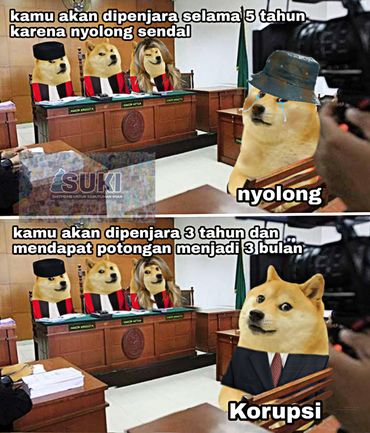 kamu akan dipenjara selama 5 tahun
karena nyolong sendal
SUKI
nyolong
kamu akan dipenjara 3 tahun dan
mendapat potongan menjadi 3 bulan
Korupsi